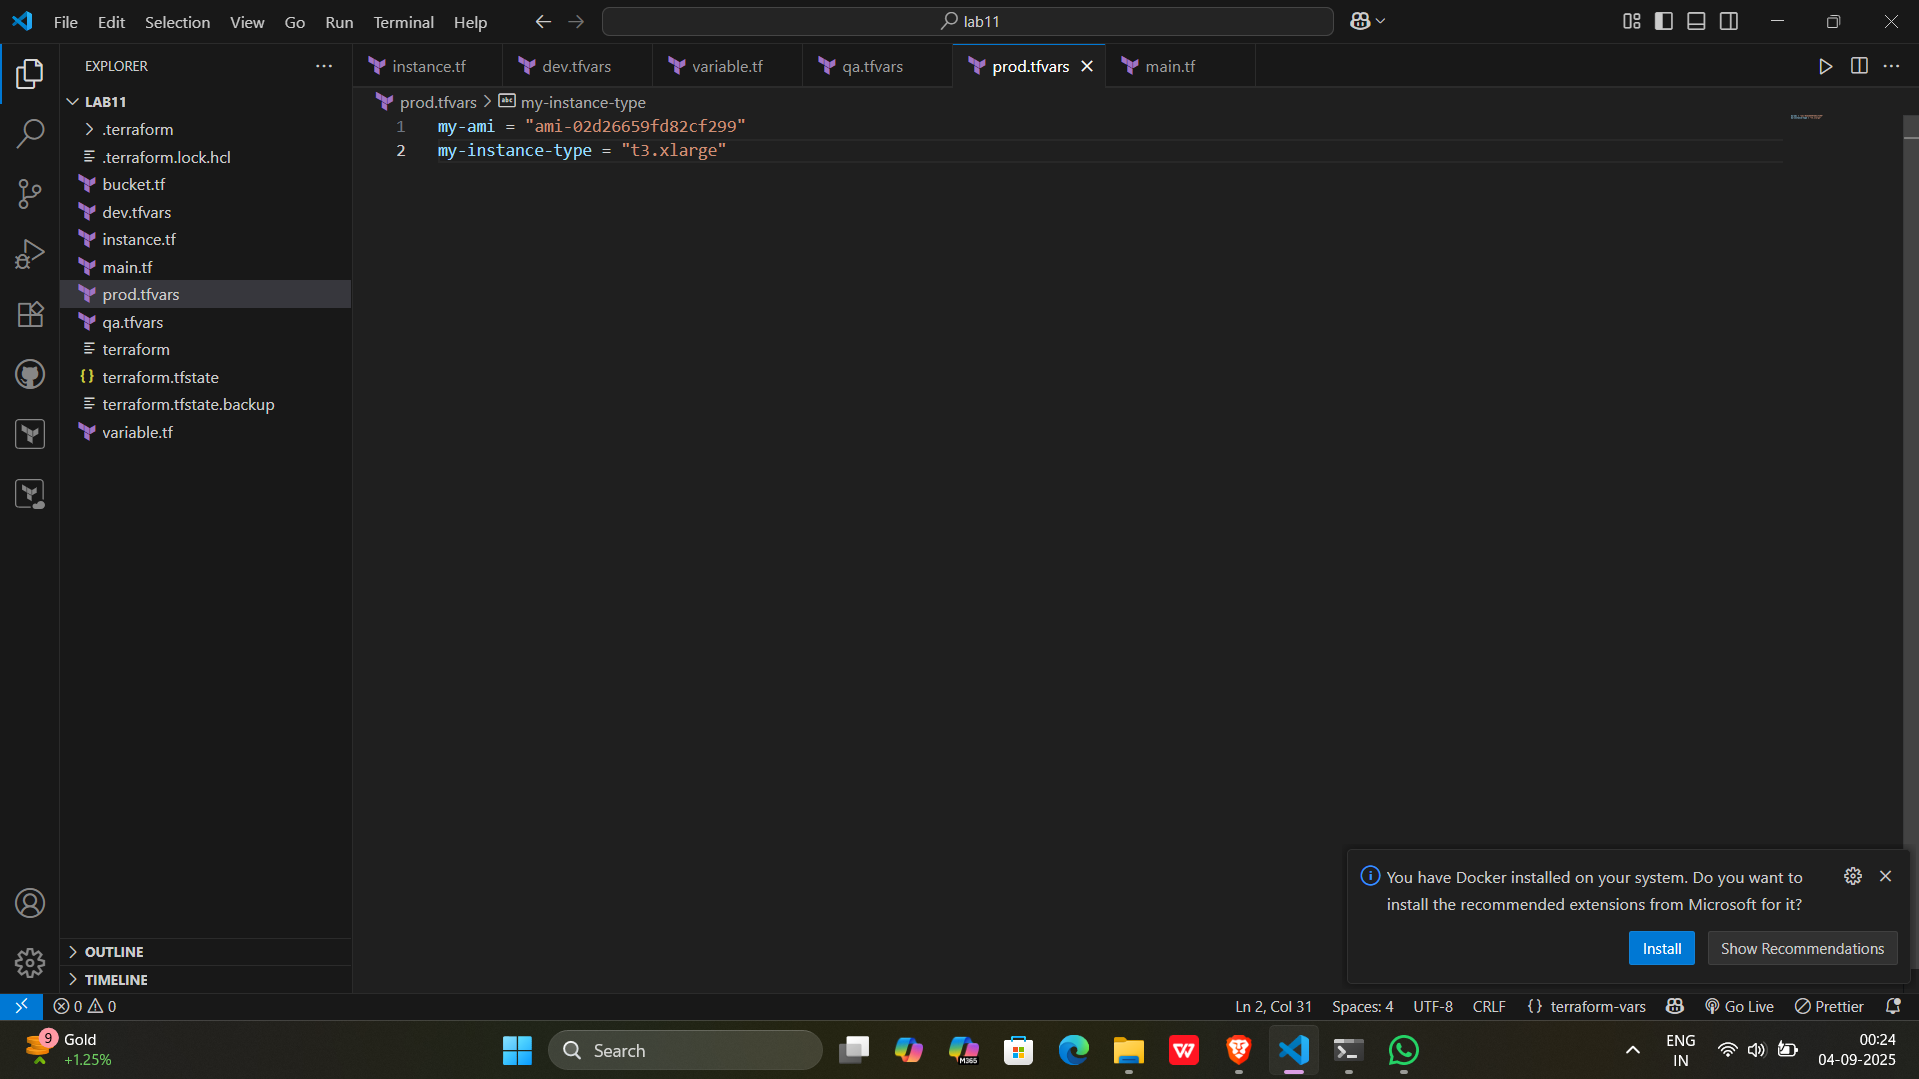 File Edit Selection View Go Run Terminal Help
lab11
EXPLORER
LAB11
.terraform
.terraform.lock.hcl
bucket.tf
dev.tfvars
instance.tf
main.tf
prod.tfvars
qa.tfvars
terraform
{} terraform.tfstate
terraform.tfstate.backup
variable.tf
OUTLINE
TIMELINE
instance.tf dev.tfvars variable.tf qa.tfvars prod.tfvars main.tf
prod.tfvars > abc my-instance-type
1 my-ami = "ami-02d26659fd82cf299"
2 my-instance-type = "t3.xlarge"
You have Docker installed on your system. Do you want to
install the recommended extensions from Microsoft for it?
Install Show Recommendations
0 0 Ln 2, Col 31 Spaces: 4 UTF-8 CRLF {} terraform-vars Go Live Prettier
9 Gold
+1.25%
Search
M365
W
ENG
IN
00:24
04-09-2025